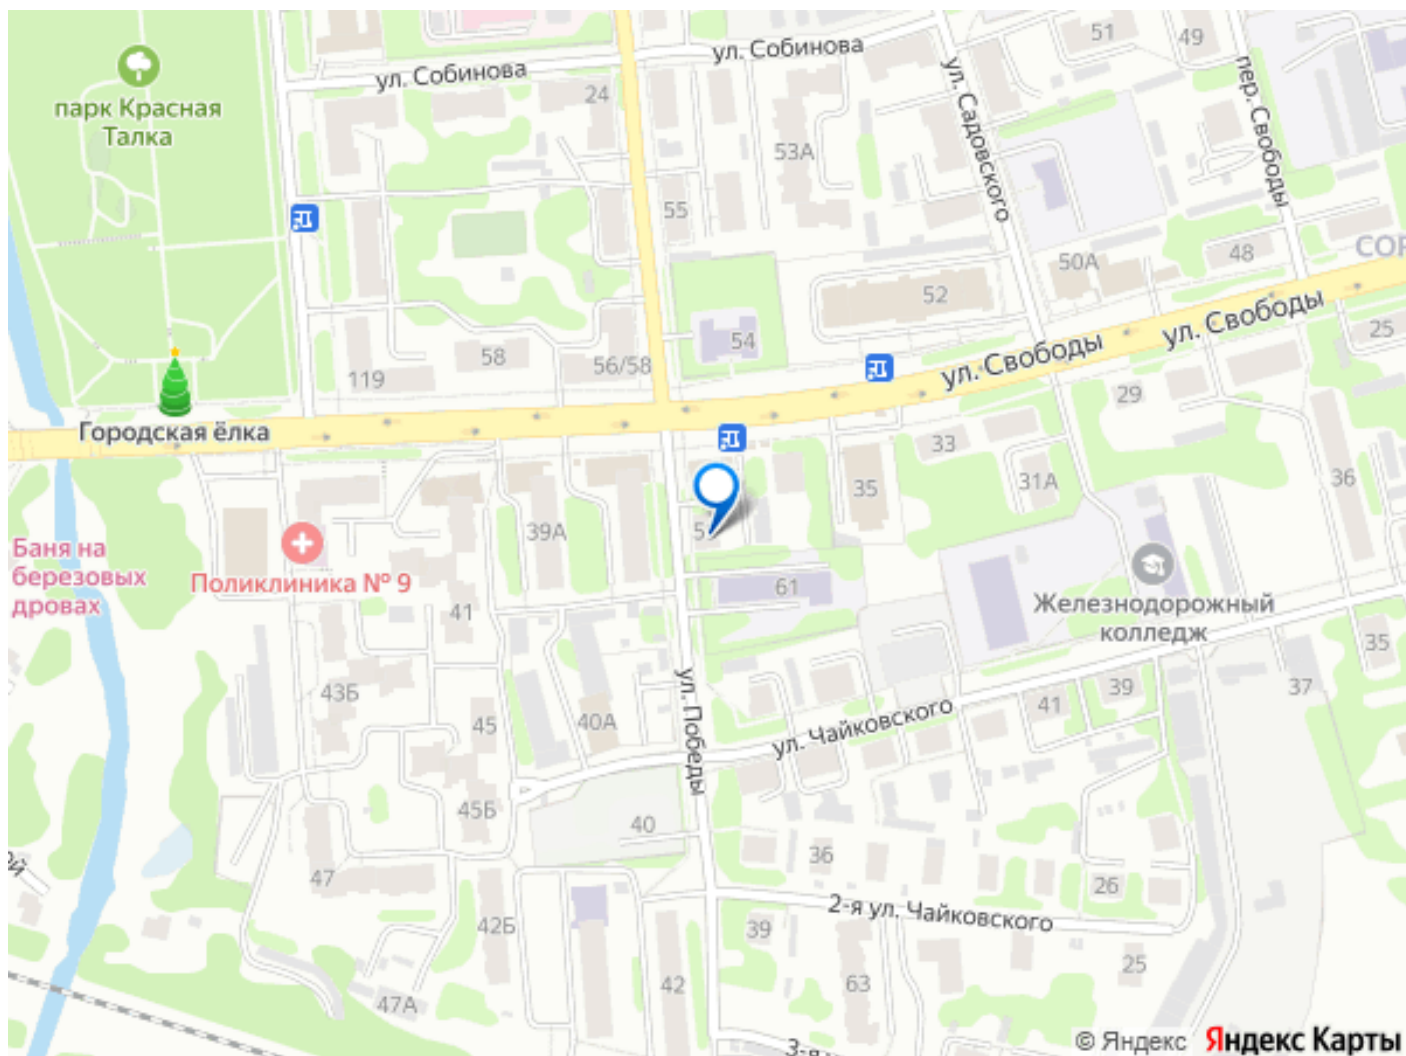 ул. Собинова
ул. Собинова
51
49
парк Красная
Талка
24
53А
ул. Садовского
пер. Свободы
55
48
СОР
50А
52
ул. Свободы
ул. Свободы
25
54
58
56/58
119
29
Городская ёлка
33
36
35
31А
39А
Баня на
березовых
дровах
Поликлиника № 9
61
Железнодорожный
колледж
41
35
43Б
45
40А
ул. Победы
ул. Чайковского
41
39
37
45Б
40
36
47
26
2-я ул. Чайковского
42Б
39
25
42
63
47А
3-я
© Яндекс Яндекс Карты